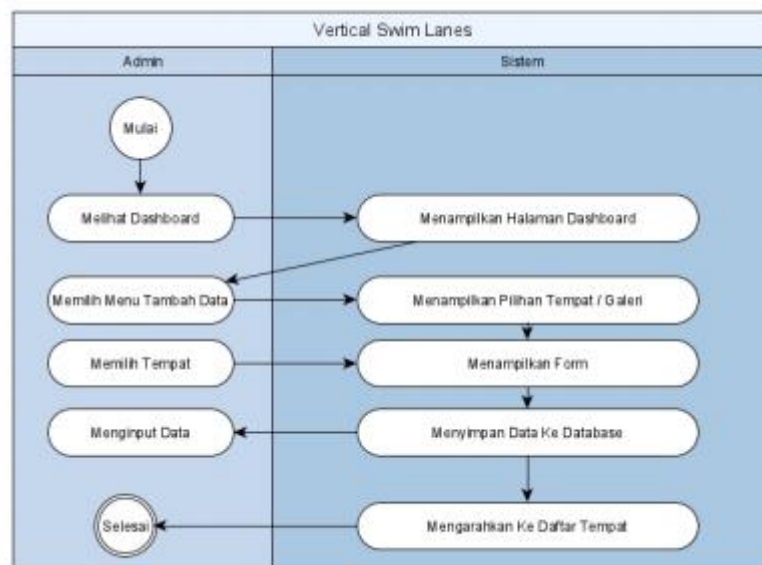 Vertical Swim Lanes
Admin
Sistem
Mulai
Melihat Dashboard
Menampilkan Halaman Dashboard
Memilih Menu Tambah Data
Menampilkan Pilihan Tempat / Galeri
Memilih Tempat
Menampilkan Form
Menginput Data
Menyimpan Data Ke Database
Selesai
Mengarahkan Ke Daftar Tempat